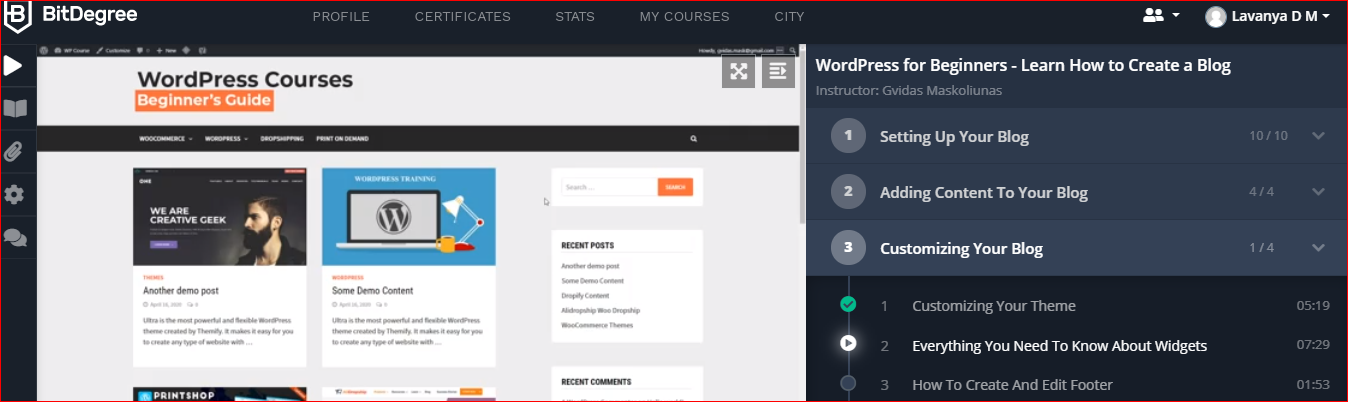 BitDegree
PROFILE CERTIFICATES STATS MY COURSES CITY
Lavanya D M
WP Course Customize 0 + New
Howdy, gvidas.mask@gmail.com
WordPress Courses
Beginner's Guide
WOOCOMMERCE WORDPRESS DROPSHIPPING PRINT ON DEMAND
WE ARE
CREATIVE GEEK
THEMES
Another demo post
April 16, 2020 0
Ultra is the most powerful and flexible WordPress
theme created by Themify. It makes it easy for you
to create any type of website with ....
WORDPRESS TRAINING
WORDPRESS
Some Demo Content
April 16, 2020 0
Ultra is the most powerful and flexible WordPress
theme created by Themify. It makes it easy for you
to create any type of website with ....
Search ... SEARCH
RECENT POSTS
Another demo post
Some Demo Content
Dropify Content
Alidropship Woo Dropship
WooCommerce Themes
RECENT COMMENTS
PRINTSHOP
WordPress for Beginners - Learn How to Create a Blog
Instructor: Gvidas Maskoliunas
1 Setting Up Your Blog 10 / 10
2 Adding Content To Your Blog 4 / 4
3 Customizing Your Blog 1 / 4
1 Customizing Your Theme 05:19
2 Everything You Need To Know About Widgets 07:29
3 How To Create And Edit Footer 01:53